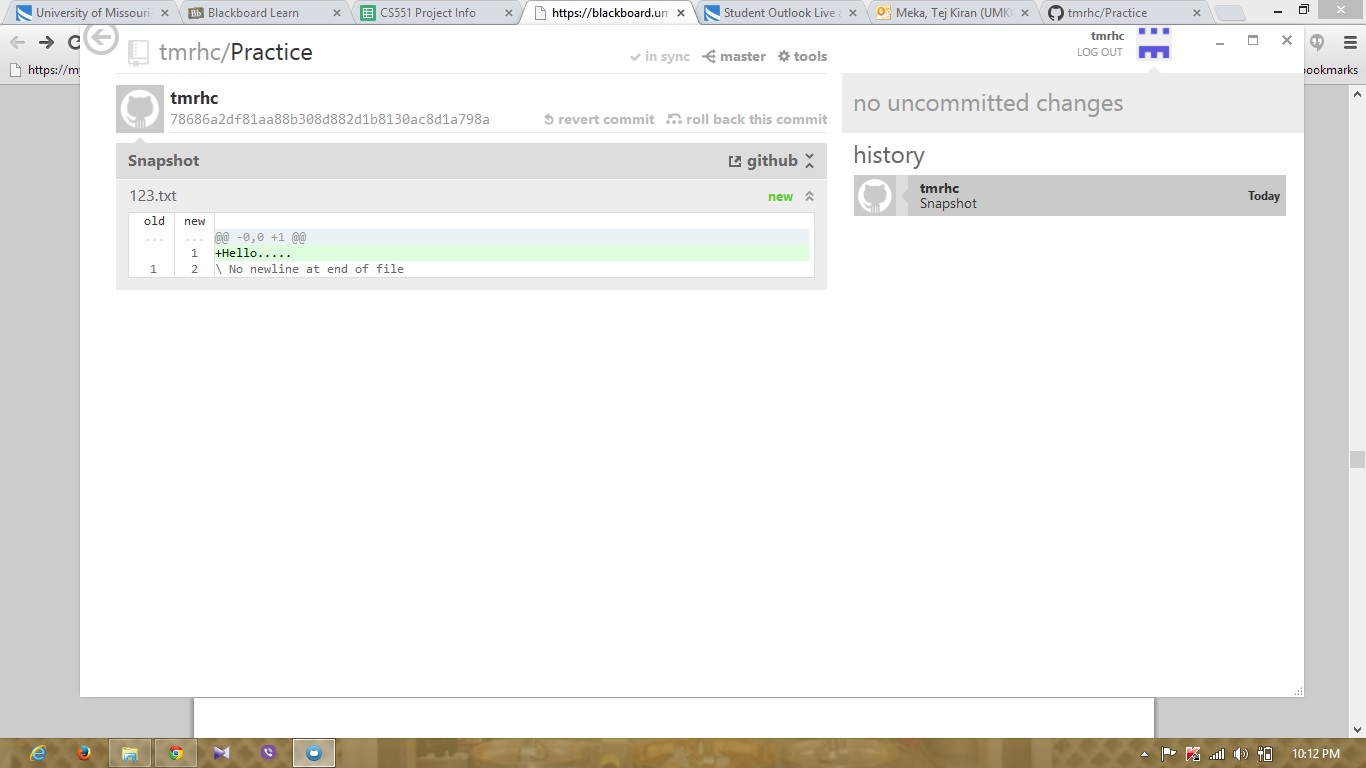 University of Missouri-
Blackboard Learn
CS551 Project Info
https://blackboard.um
Student Outlook Live
Meka, Tej Kiran (UMK
tmrhc/Practice
https://my
ookmarks
tmrhc/Practice
in sync
master
tools
tmrhc
LOG OUT
tmrhc
78686a2df81aa88b308d882d1b8130ac8d1a798a
revert commit
roll back this commit
Snapshot
github
123.txt
new
old new
... ... @@ -0,0 +1 @@
1 +Hello.....
1 2 \ No newline at end of file
no uncommitted changes
history
tmrhc
Snapshot
Today
10:12 PM